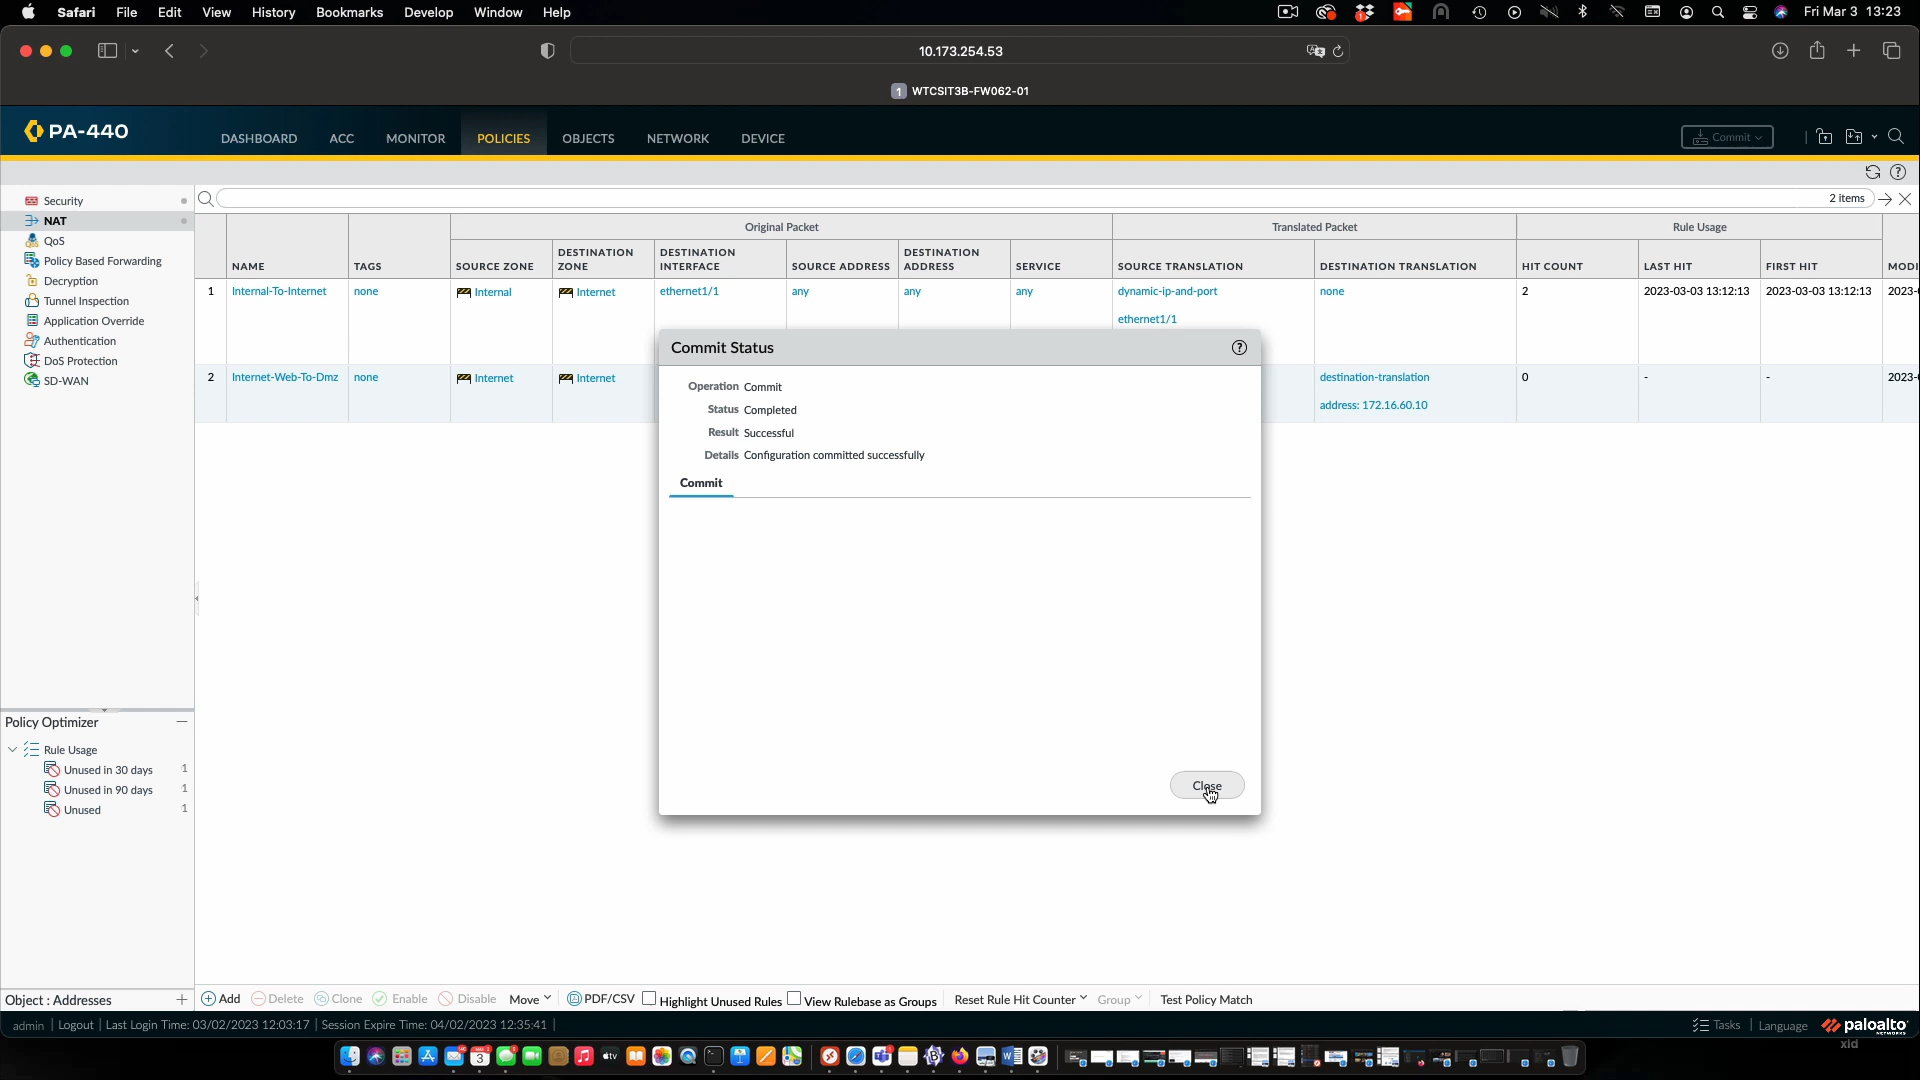 Safari File Edit View History Bookmarks Develop Window Help Fri Mar 3 13:23
10.173.254.53
1 WTCSIT3B-FW062-01
PA-440 DASHBOARD ACC MONITOR POLICIES OBJECTS NETWORK DEVICE Commit
Security
NAT
QoS
Policy Based Forwarding
Decryption
Tunnel Inspection
Application Override
Authentication
DoS Protection
SD-WAN
2 items
Original Packet Translated Packet Rule Usage
NAME TAGS SOURCE ZONE DESTINATION ZONE DESTINATION INTERFACE SOURCE ADDRESS DESTINATION ADDRESS SERVICE SOURCE TRANSLATION DESTINATION TRANSLATION HIT COUNT LAST HIT FIRST HIT MODI
1 Internal-To-Internet none Internal Internet ethernet1/1 any any any dynamic-ip-and-port none 2 2023-03-03 13:12:13 2023-03-03 13:12:13 2023-
ethernet1/1
2 Internet-Web-To-Dmz none Internet Internet destination-translation 0 - - 2023-
address: 172.16.60.10
Commit Status
Operation Commit
Status Completed
Result Successful
Details Configuration committed successfully
Commit
Close
Policy Optimizer
Rule Usage
Unused in 30 days 1
Unused in 90 days 1
Unused 1
Object : Addresses
Add Delete Clone Enable Disable Move PDF/CSV Highlight Unused Rules View Rulebase as Groups Reset Rule Hit Counter Group Test Policy Match
admin | Logout | Last Login Time: 03/02/2023 12:03:17 | Session Expire Time: 04/02/2023 12:35:41 | Tasks | Language paloalto NETWORKS
xld